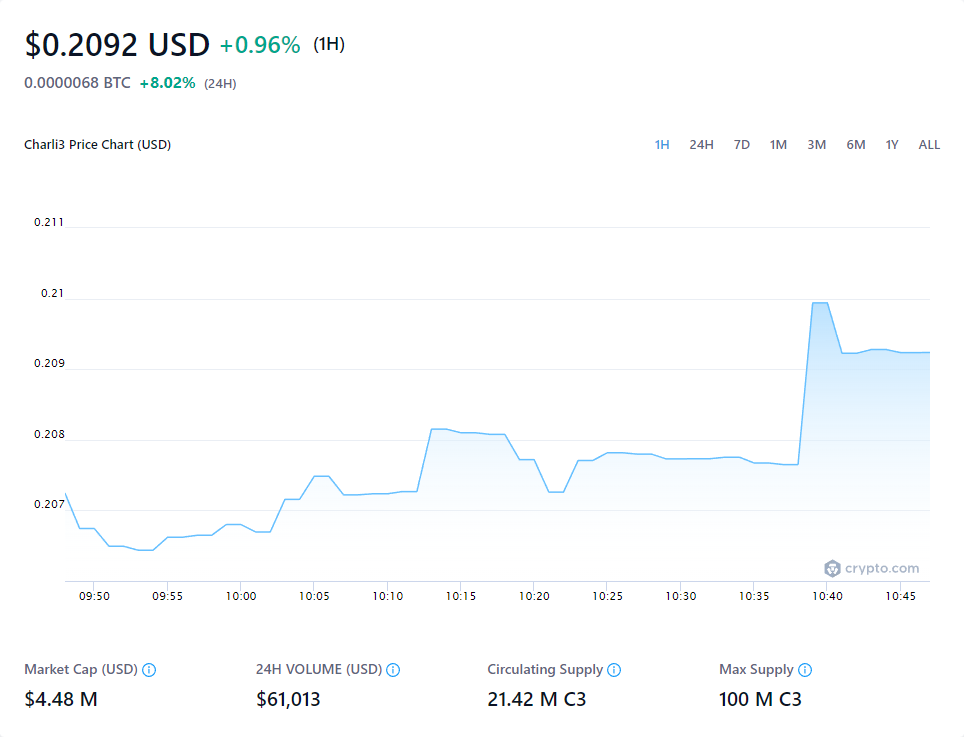 $0.2092 USD +0.96% (1H)
0.0000068 BTC +8.02% (24H)
Charli3 Price Chart (USD) 1H 24H 7D 1M 3M 6M 1Y ALL
0.211
0.21
0.209
0.208
0.207
crypto.com
09:50 09:55 10:00 10:05 10:10 10:15 10:20 10:25 10:30 10:35 10:40 10:45
Market Cap (USD) 24H VOLUME (USD) Circulating Supply Max Supply
$4.48 M $61,013 21.42 M C3 100 M C3